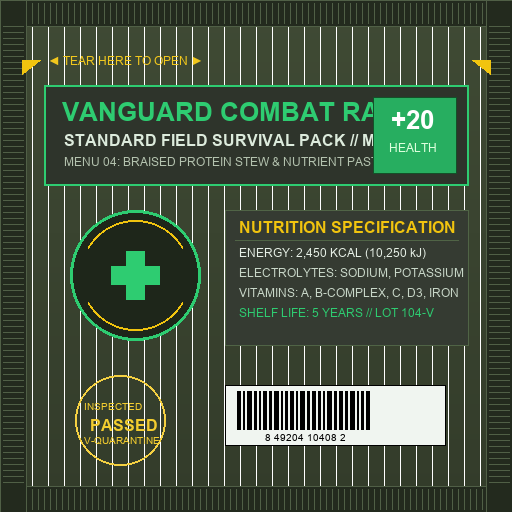 ◄ TEAR HERE TO OPEN ►
VANGUARD COMBAT RA
STANDARD FIELD SURVIVAL PACK // M
MENU 04: BRAISED PROTEIN STEW & NUTRIENT PAST
+20
HEALTH
NUTRITION SPECIFICATION
ENERGY: 2,450 KCAL (10,250 kJ)
ELECTROLYTES: SODIUM, POTASSIUM
VITAMINS: A, B-COMPLEX, C, D3, IRON
SHELF LIFE: 5 YEARS // LOT 104-V
INSPECTED
PASSED
V-QUARANTINE
8 49204 10408 2